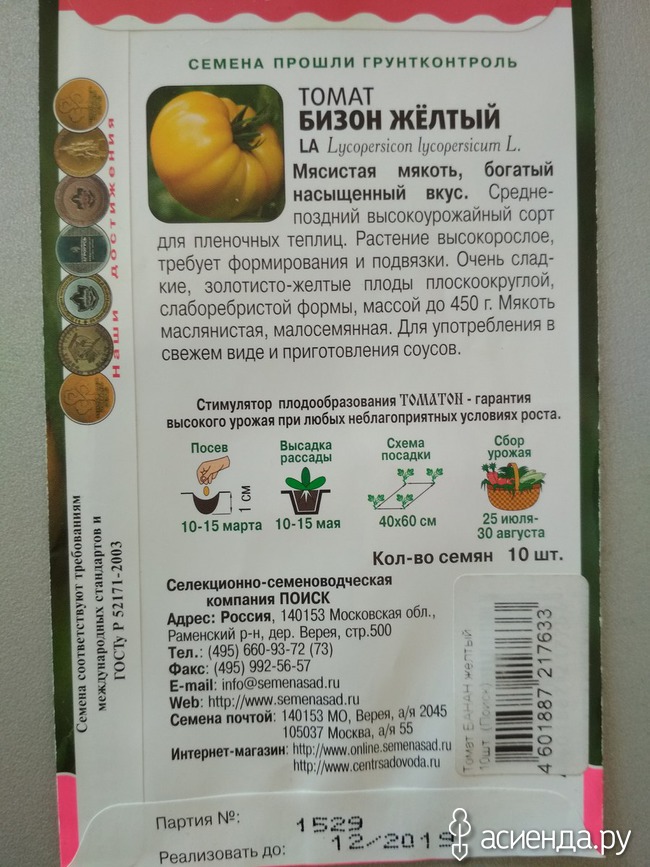 СЕМЕНА ПРОШЛИ ГРУНТКОНТРОЛЬ
ТОМАТ
БИЗОН ЖЁЛТЫЙ
LA Lycopersicon lycopersicum L.
Мясистая мякоть, богатый
насыщенный вкус. Средне-
поздний высокоурожайный сорт
для пленочных теплиц. Растение высокорослое,
требует формирования и подвязки. Очень слад-
кие, золотисто-желтые плоды плоскоокруглой,
слаборебристой формы, массой до 450 г. Мякоть
маслянистая, малосемянная. Для употребления в
свежем виде и приготовления соусов.
Стимулятор плодообразования ТОМАТОН - гарантия
высокого урожая при любых неблагоприятных условиях роста.
Посев
1 см
10-15 марта
Высадка
рассады
10-15 мая
Схема
посадки
40х60 см
Сбор
урожая
25 июля-
30 августа
Кол-во семян 10 шт.
Селекционно-семеноводческая
компания ПОИСК
Адрес: Россия, 140153 Московская обл.,
Раменский р-н, дер. Верея, стр.500
Тел.: (495) 660-93-72 (73)
Факс: (495) 992-56-57
E-mail: info@semenasad.ru
Web: http://www.semenasad.ru
Семена почтой: 140153 МО, Верея, а/я 2045
105037 Москва, а/я 55
Интернет-магазин: http://www.online.semenasad.ru
http://www.centrsadovoda.ru
Партия №: 1529
Реализовать до: 12/2019
Наши достижения
Семена соответствуют требованиям
международных стандартов и
ГОСТу Р 52171-2003
Томат БАНАН желтый
10шт. (Поиск)
4 601887 217633
асиенда.ру